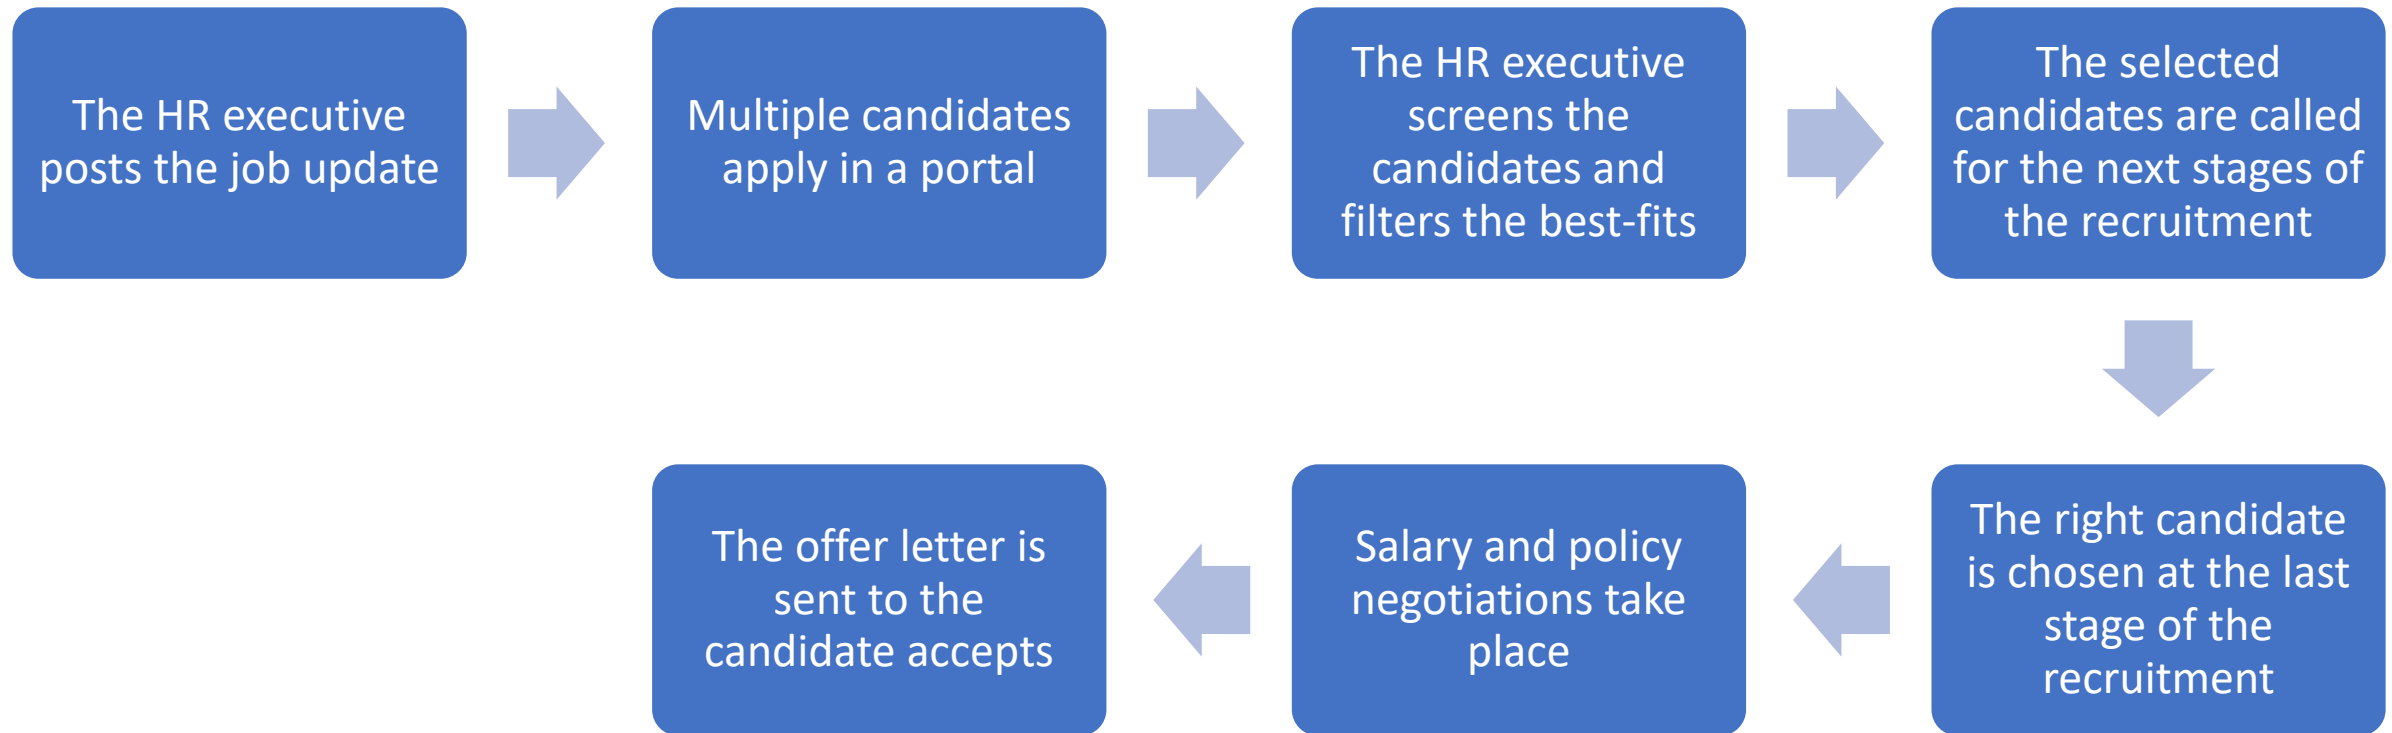 The HR executive
posts the job update
Multiple candidates
apply in a portal
The HR executive
screens the
candidates and
filters the best-fits
The selected
candidates are called
for the next stages of
the recruitment
The right candidate
is chosen at the last
stage of the
recruitment
Salary and policy
negotiations take
place
The offer letter is
sent to the
candidate accepts